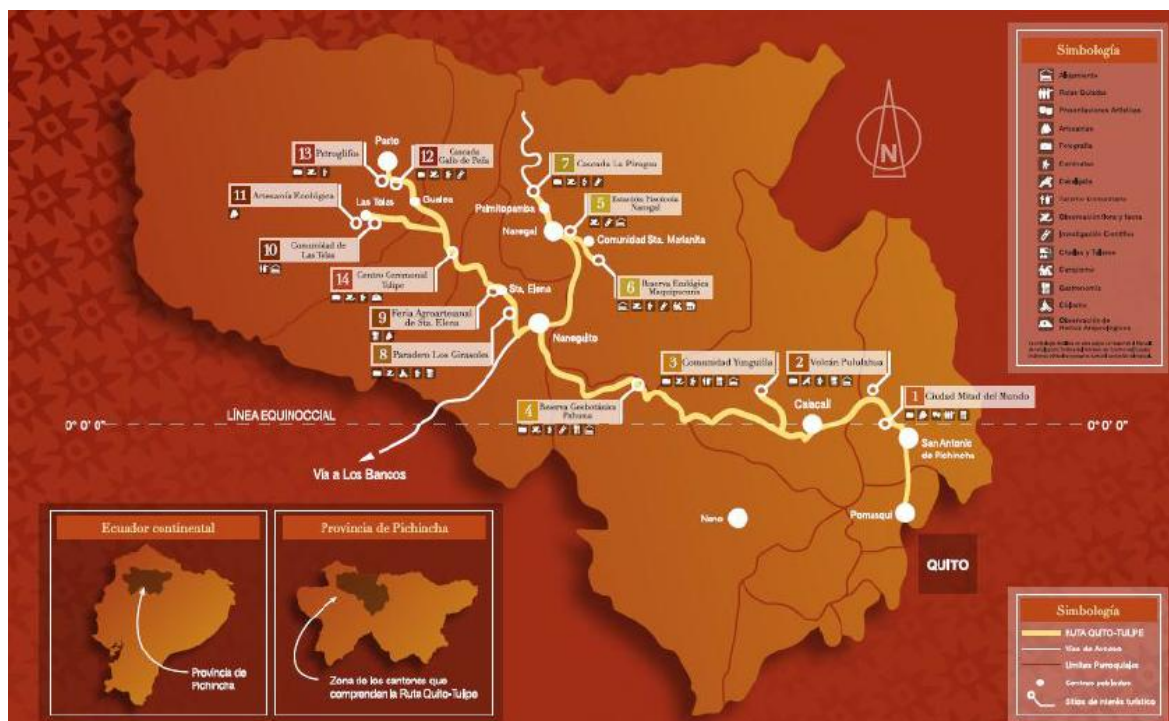 Simbología
Alojamiento
Rutas Guiadas
Presentaciones Artísticas
Artesanías
Fotografía
Caminatas
Cabalgata
Turismo Comunitario
Observación flora y fauna
Investigación Científica
Charlas y Talleres
Gastronomía
Ciclismo
Observación de
Restos Arqueológicos
N
13 Petroglifos
Pacto
12 Cascada
Gallo de Peña
7 Cascada La Piragua
11 Artesanía Ecológica
Las Tolas
Gualea
Palmitopamba
5
Nanegal
Comunidad Sta. Marianita
10 Comunidad de
Las Tolas
14 Centro Ceremonial
Tulipe
6 Reserva Ecológica
Maquipucuna
Sta. Elena
9 Feria Agroartesanal
de Sta. Elena
Nanegalito
8 Paradero Los Girasoles
3 Comunidad Yunguilla
2 Volcán Pululahua
1 Ciudad Mitad del Mundo
4 Reserva Geobotánica
Calacalí
LÍNEA EQUINOCCIAL
0° 0' 0"
0° 0' 0"
San Antonio
de Pichincha
Vía a Los Bancos
Nono
Pomasqui
QUITO
Ecuador continental
Provincia de
Pichincha
Provincia de Pichincha
Zona de los cantones que
comprenden la Ruta Quito-Tulipe
Simbología
RUTA QUITO-TULIPE
Vías de Acceso
Límites Parroquiales
Centros poblados
Sitios de interés turístico